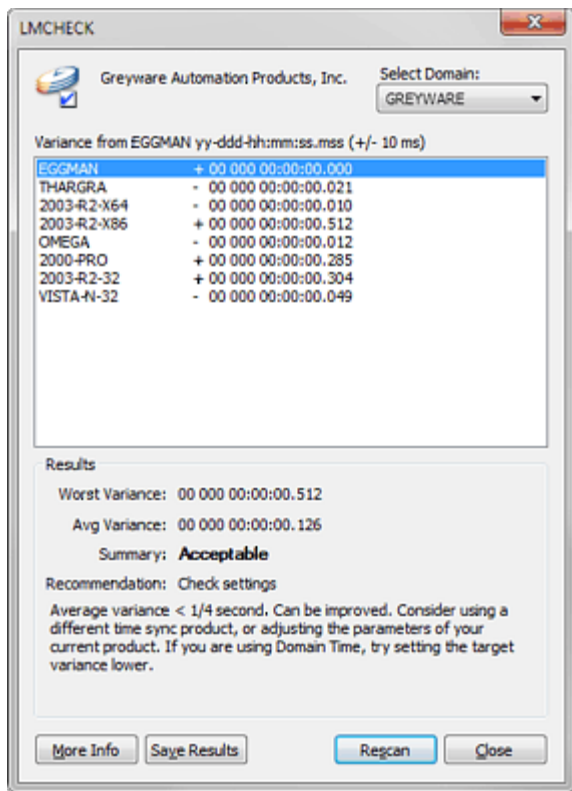 LMCHECK
Greyware Automation Products, Inc.
Select Domain:
GREYWARE
Variance from EGGMAN yy-ddd-hh:mm:ss.mss (+/- 10 ms)
EGGMAN + 00 000 00:00:00.000
THARGRA - 00 000 00:00:00.021
2003-R2-X64 - 00 000 00:00:00.010
2003-R2-X86 + 00 000 00:00:00.512
OMEGA - 00 000 00:00:00.012
2000-PRO + 00 000 00:00:00.285
2003-R2-32 + 00 000 00:00:00.304
VISTA-N-32 - 00 000 00:00:00.049
Results
Worst Variance: 00 000 00:00:00.512
Avg Variance: 00 000 00:00:00.126
Summary: Acceptable
Recommendation: Check settings
Average variance < 1/4 second. Can be improved. Consider using a
different time sync product, or adjusting the parameters of your
current product. If you are using Domain Time, try setting the target
variance lower.
More Info Save Results Rescan Close